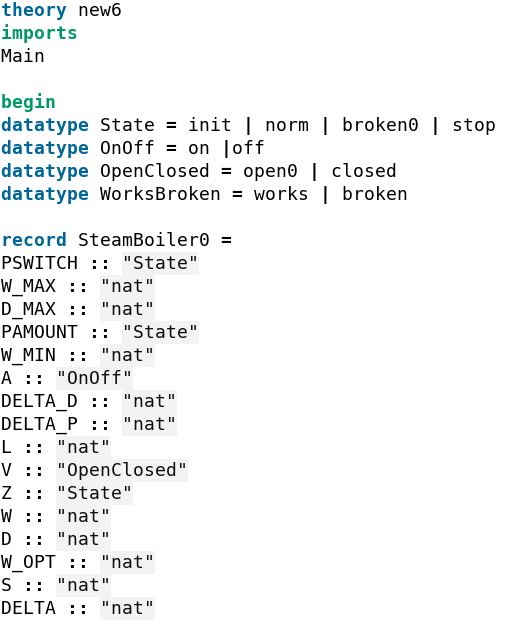 theory new6
imports
Main
begin
datatype State = init | norm | broken0 | stop
datatype OnOff = on |off
datatype OpenClosed = open0 | closed
datatype WorksBroken = works | broken
record SteamBoiler0 =
PSWITCH :: "State"
W_MAX :: "nat"
D_MAX :: "nat"
PAMOUNT :: "State"
W_MIN :: "nat"
A :: "OnOff"
DELTA_D :: "nat"
DELTA_P :: "nat"
L :: "nat"
V :: "OpenClosed"
Z :: "State"
W :: "nat"
D :: "nat"
W_OPT :: "nat"
S :: "nat"
DELTA :: "nat"